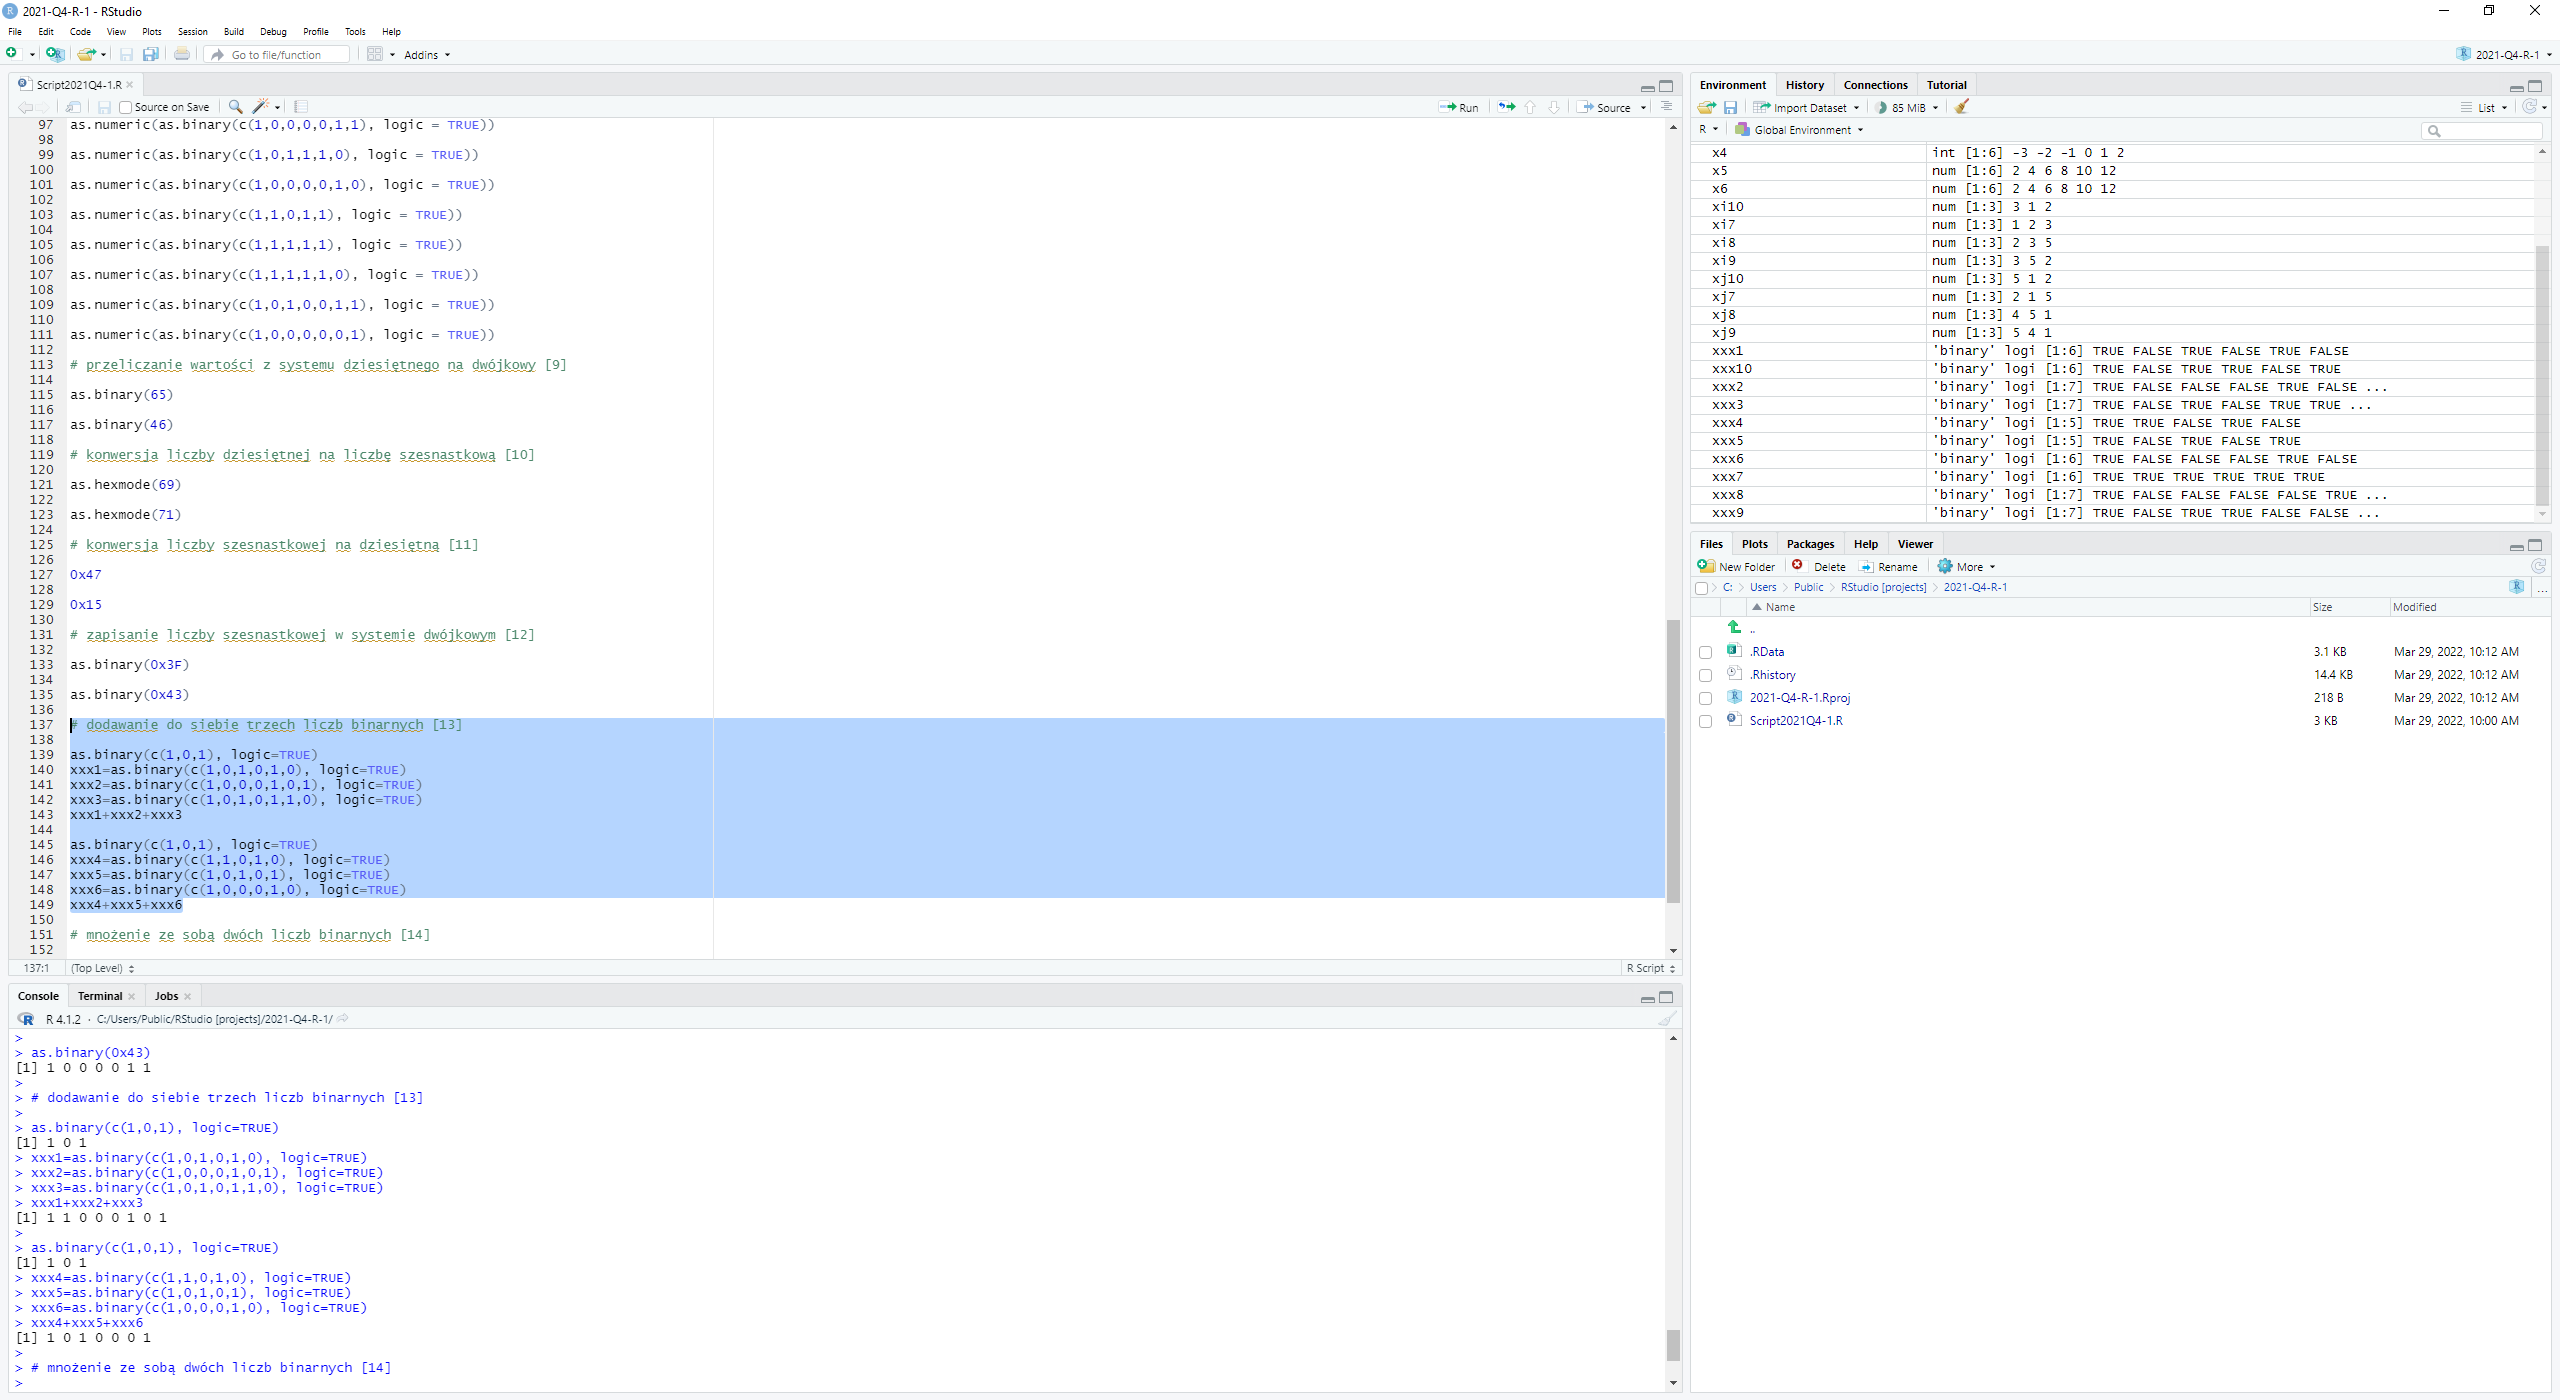 2021-Q4-R-1 - RStudio
File Edit Code View Plots Session Build Debug Profile Tools Help
Go to file/function Addins 2021-Q4-R-1
Script2021Q4-1.R
Source on Save Run Source
97 as.numeric(as.binary(c(1,0,0,0,0,1,1), logic = TRUE))
98
99 as.numeric(as.binary(c(1,0,1,1,1,0), logic = TRUE))
100
101 as.numeric(as.binary(c(1,0,0,0,0,1,0), logic = TRUE))
102
103 as.numeric(as.binary(c(1,1,0,1,1), logic = TRUE))
104
105 as.numeric(as.binary(c(1,1,1,1,1), logic = TRUE))
106
107 as.numeric(as.binary(c(1,1,1,1,1,0), logic = TRUE))
108
109 as.numeric(as.binary(c(1,0,1,0,0,1,1), logic = TRUE))
110
111 as.numeric(as.binary(c(1,0,0,0,0,0,1), logic = TRUE))
112
113 # przeliczanie wartości z systemu dziesiętnego na dwójkowy [9]
114
115 as.binary(65)
116
117 as.binary(46)
118
119 # konwersja liczby dziesiętnej na liczbę szesnastkową [10]
120
121 as.hexmode(69)
122
123 as.hexmode(71)
124
125 # konwersja liczby szesnastkowej na dziesiętną [11]
126
127 0x47
128
129 0x15
130
131 # zapisanie liczby szesnastkowej w systemie dwójkowym [12]
132
133 as.binary(0x3F)
134
135 as.binary(0x43)
136
137 # dodawanie do siebie trzech liczb binarnych [13]
138
139 as.binary(c(1,0,1), logic=TRUE)
140 xxx1=as.binary(c(1,0,1,0,1,0), logic=TRUE)
141 xxx2=as.binary(c(1,0,0,0,1,0,1), logic=TRUE)
142 xxx3=as.binary(c(1,0,1,0,1,1,0), logic=TRUE)
143 xxx1+xxx2+xxx3
144
145 as.binary(c(1,0,1), logic=TRUE)
146 xxx4=as.binary(c(1,1,0,1,0), logic=TRUE)
147 xxx5=as.binary(c(1,0,1,0,1), logic=TRUE)
148 xxx6=as.binary(c(1,0,0,0,1,0), logic=TRUE)
149 xxx4+xxx5+xxx6
150
151 # mnożenie ze sobą dwóch liczb binarnych [14]
152
137:1 (Top Level) R Script
Console Terminal Jobs
R 4.1.2 · C:/Users/Public/RStudio [projects]/2021-Q4-R-1/
>
> as.binary(0x43)
[1] 1 0 0 0 0 1 1
>
> # dodawanie do siebie trzech liczb binarnych [13]
>
> as.binary(c(1,0,1), logic=TRUE)
[1] 1 0 1
> xxx1=as.binary(c(1,0,1,0,1,0), logic=TRUE)
> xxx2=as.binary(c(1,0,0,0,1,0,1), logic=TRUE)
> xxx3=as.binary(c(1,0,1,0,1,1,0), logic=TRUE)
> xxx1+xxx2+xxx3
[1] 1 1 0 0 0 1 0 1
>
> as.binary(c(1,0,1), logic=TRUE)
[1] 1 0 1
> xxx4=as.binary(c(1,1,0,1,0), logic=TRUE)
> xxx5=as.binary(c(1,0,1,0,1), logic=TRUE)
> xxx6=as.binary(c(1,0,0,0,1,0), logic=TRUE)
> xxx4+xxx5+xxx6
[1] 1 0 1 0 0 0 1
>
> # mnożenie ze sobą dwóch liczb binarnych [14]
>
Environment History Connections Tutorial
Import Dataset 85 MiB List
R Global Environment
x4 int [1:6] -3 -2 -1 0 1 2
x5 num [1:6] 2 4 6 8 10 12
x6 num [1:6] 2 4 6 8 10 12
xi10 num [1:3] 3 1 2
xi7 num [1:3] 1 2 3
xi8 num [1:3] 2 3 5
xi9 num [1:3] 3 5 2
xj10 num [1:3] 5 1 2
xj7 num [1:3] 2 1 5
xj8 num [1:3] 4 5 1
xj9 num [1:3] 5 4 1
xxx1 'binary' logi [1:6] TRUE FALSE TRUE FALSE TRUE FALSE
xxx10 'binary' logi [1:6] TRUE FALSE TRUE TRUE FALSE TRUE
xxx2 'binary' logi [1:7] TRUE FALSE FALSE FALSE TRUE FALSE ...
xxx3 'binary' logi [1:7] TRUE FALSE TRUE FALSE TRUE TRUE ...
xxx4 'binary' logi [1:5] TRUE TRUE FALSE TRUE FALSE
xxx5 'binary' logi [1:5] TRUE FALSE TRUE FALSE TRUE
xxx6 'binary' logi [1:6] TRUE FALSE FALSE FALSE TRUE FALSE
xxx7 'binary' logi [1:6] TRUE TRUE TRUE TRUE TRUE TRUE
xxx8 'binary' logi [1:7] TRUE FALSE FALSE FALSE FALSE TRUE ...
xxx9 'binary' logi [1:7] TRUE FALSE TRUE TRUE FALSE FALSE ...
Files Plots Packages Help Viewer
New Folder Delete Rename More
C: Users Public RStudio [projects] 2021-Q4-R-1 ...
Name Size Modified
..
.RData 3.1 KB Mar 29, 2022, 10:12 AM
.Rhistory 14.4 KB Mar 29, 2022, 10:12 AM
2021-Q4-R-1.Rproj 218 B Mar 29, 2022, 10:12 AM
Script2021Q4-1.R 3 KB Mar 29, 2022, 10:00 AM